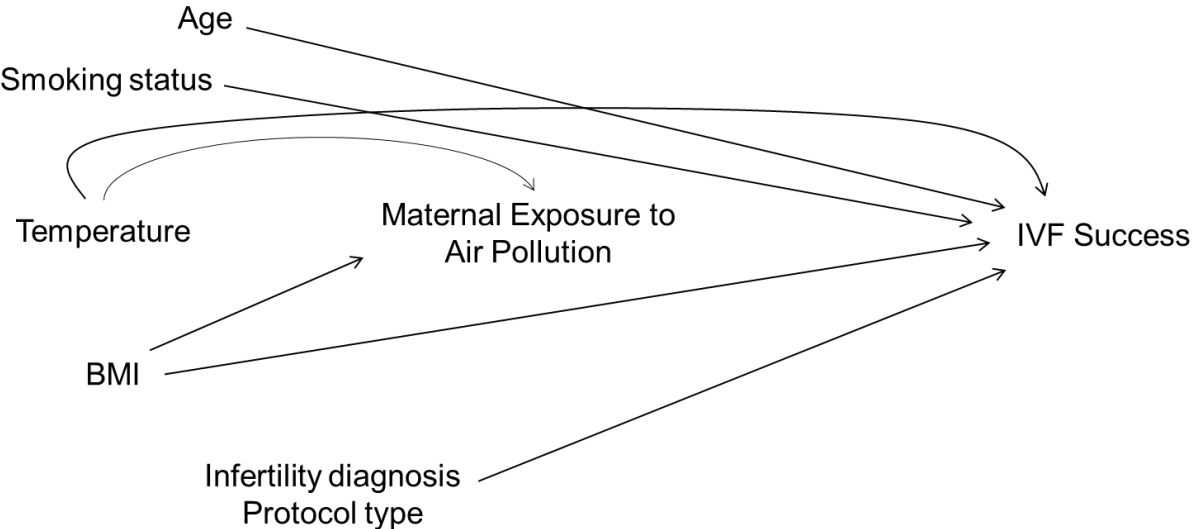 Age
Smoking status
Temperature
Maternal Exposure to
Air Pollution
IVF Success
BMI
Infertility diagnosis
Protocol type